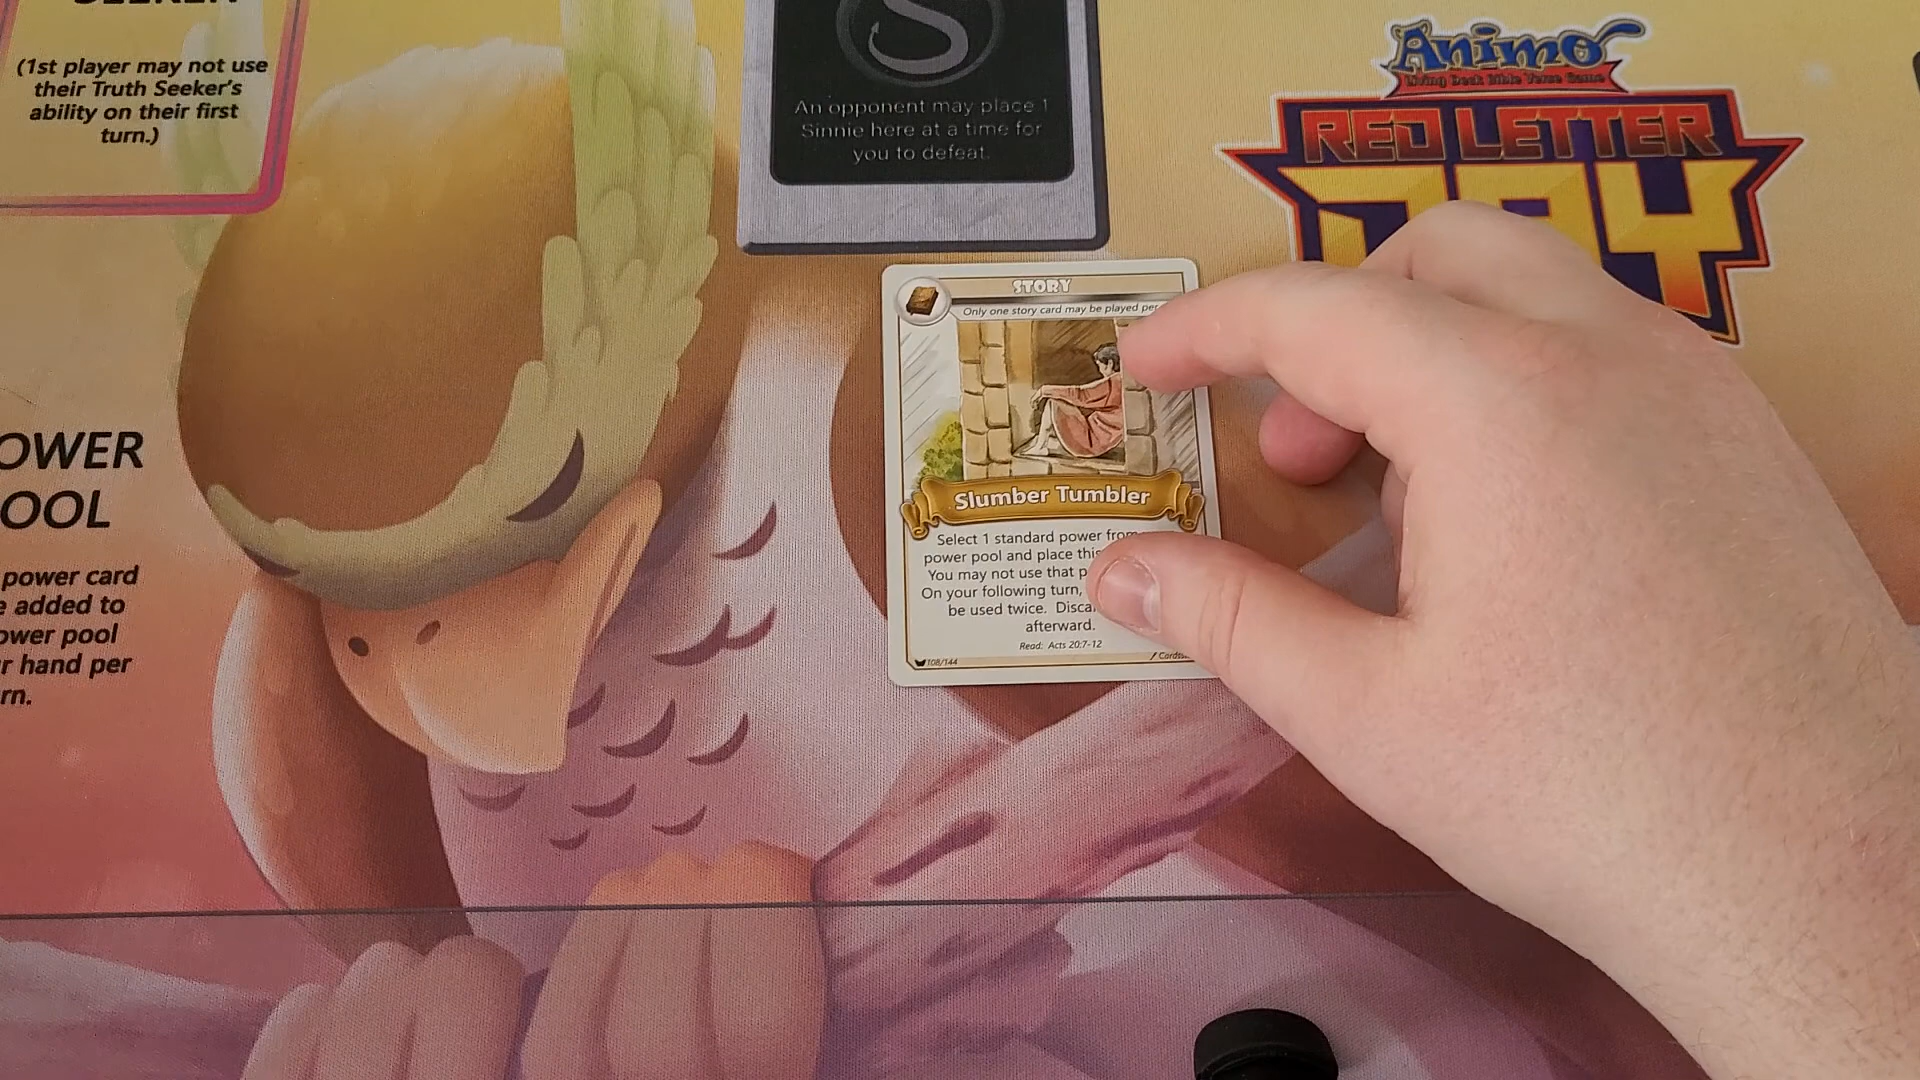 (1st player may not use
their Truth Seeker's
ability on their first
turn.)
An opponent may place 1
Sinnie here at a time for
you to defeat.
Animo
Living Deck Bible Verse Game
RED LETTER
DAY
STORY
Only one story card may be played per
Slumber Tumbler
Select 1 standard power from
power pool and place this
You may not use that
On your following turn,
be used twice.
afterward.
Read: Acts 20:7-12
108/144
OWER
OOL
power card
added to
ower pool
hand per